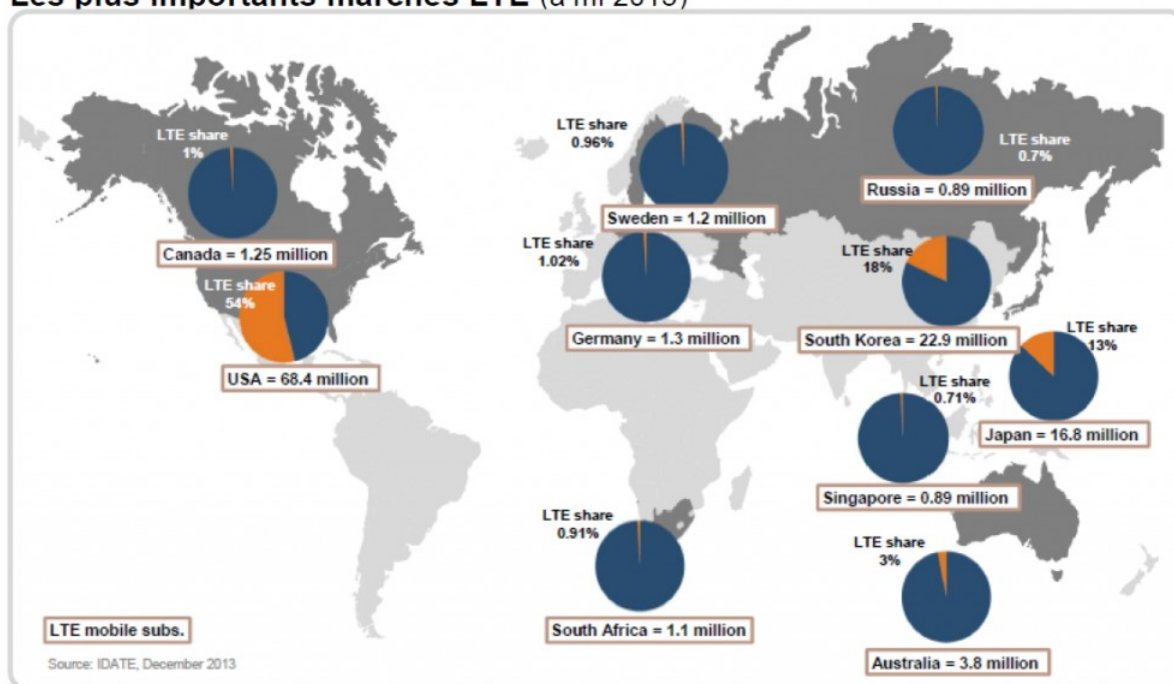 Les plus importants marchés LTE (à mi-2013)
LTE share
1%
Canada = 1.25 million
LTE share
54%
USA = 68.4 million
LTE share
0.96%
Sweden = 1.2 million
LTE share
1.02%
Germany = 1.3 million
LTE share
0.7%
Russia = 0.89 million
LTE share
18%
South Korea = 22.9 million
LTE share
13%
Japan = 16.8 million
LTE share
0.71%
Singapore = 0.89 million
LTE share
0.91%
South Africa = 1.1 million
LTE share
3%
Australia = 3.8 million
LTE mobile subs.
Source: IDATE, December 2013